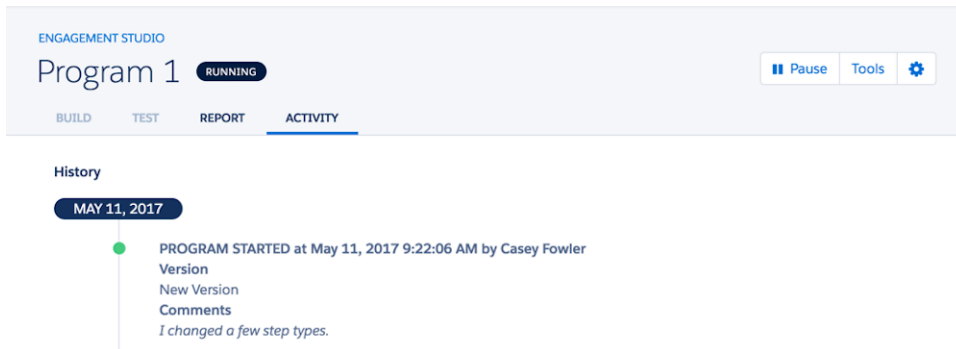 ENGAGEMENT STUDIO
Program 1 RUNNING
Pause Tools
BUILD TEST REPORT ACTIVITY
History
MAY 11, 2017
PROGRAM STARTED at May 11, 2017 9:22:06 AM by Casey Fowler
Version
New Version
Comments
I changed a few step types.